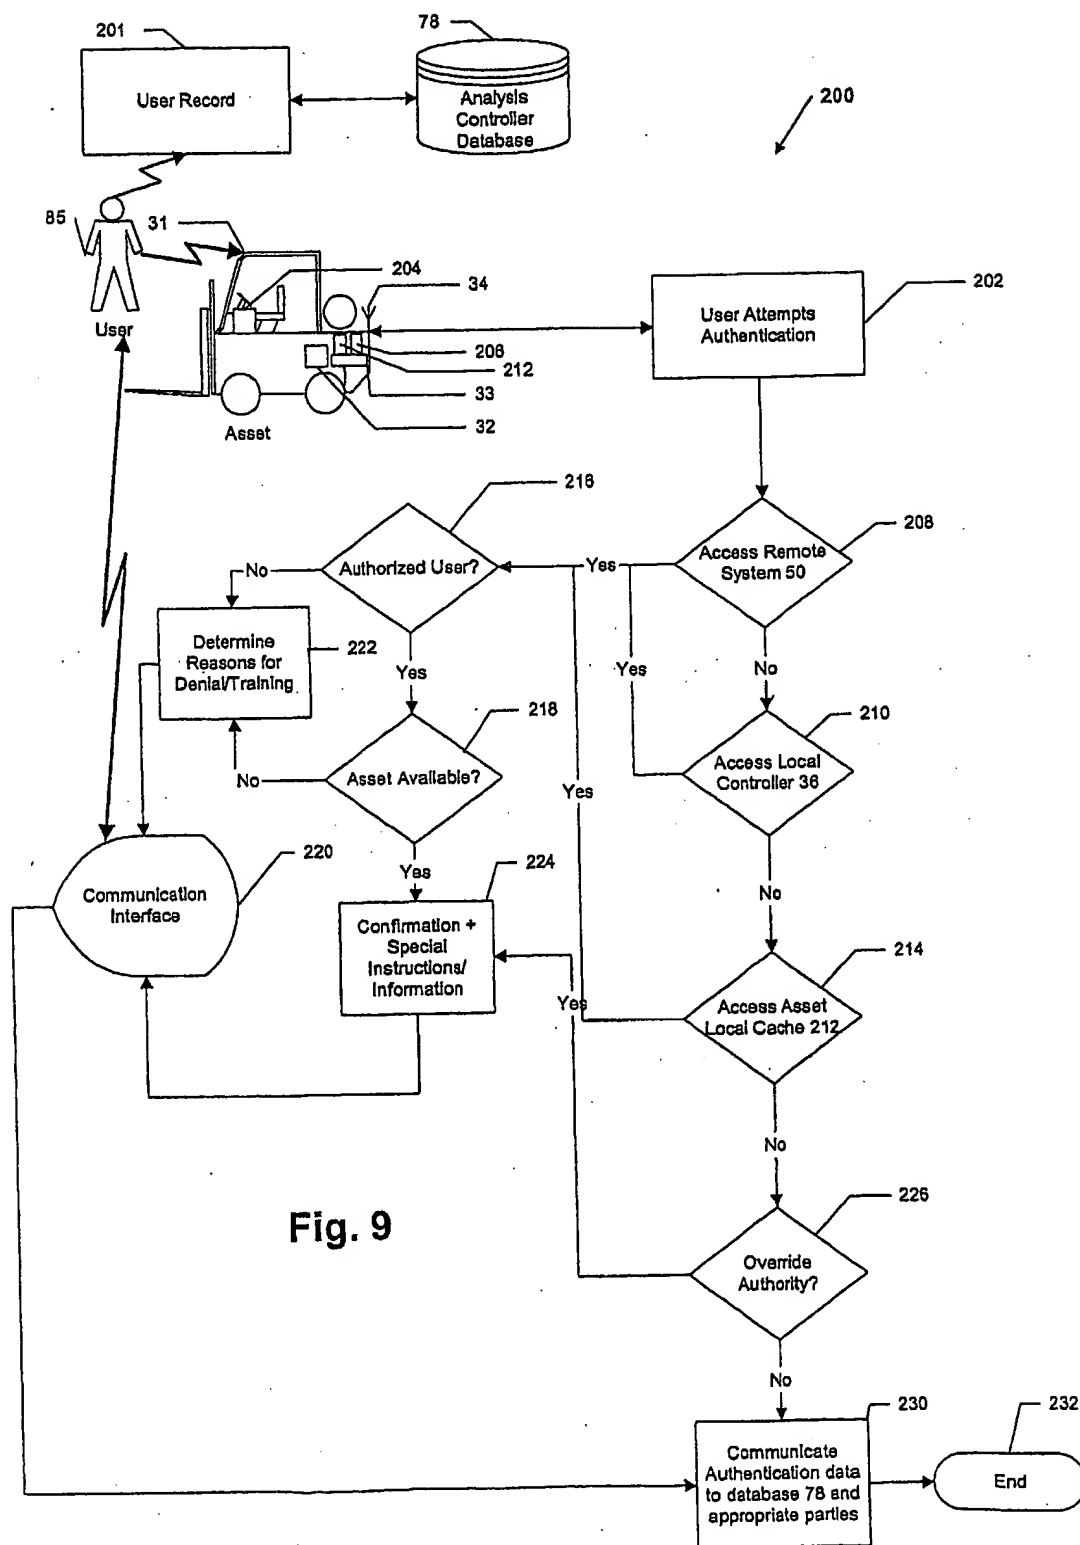 201
78
User Record
Analysis
Controller
Database
200
85
31
204
34
User
206
212
33
32
Asset
User Attempts
Authentication
202
216
208
Authorized User?
Yes
Access Remote
System 50
No
Determine
Reasons for
Denial/Training
222
Yes
Yes
No
218
210
Asset Available?
No
Access Local
Controller 36
Yes
220
Yes
224
No
Communication
Interface
Confirmation +
Special
Instructions/
Information
214
Yes
Access Asset
Local Cache 212
No
Fig. 9
226
Override
Authority?
No
230
232
Communicate
Authentication data
to database 78 and
appropriate parties
End